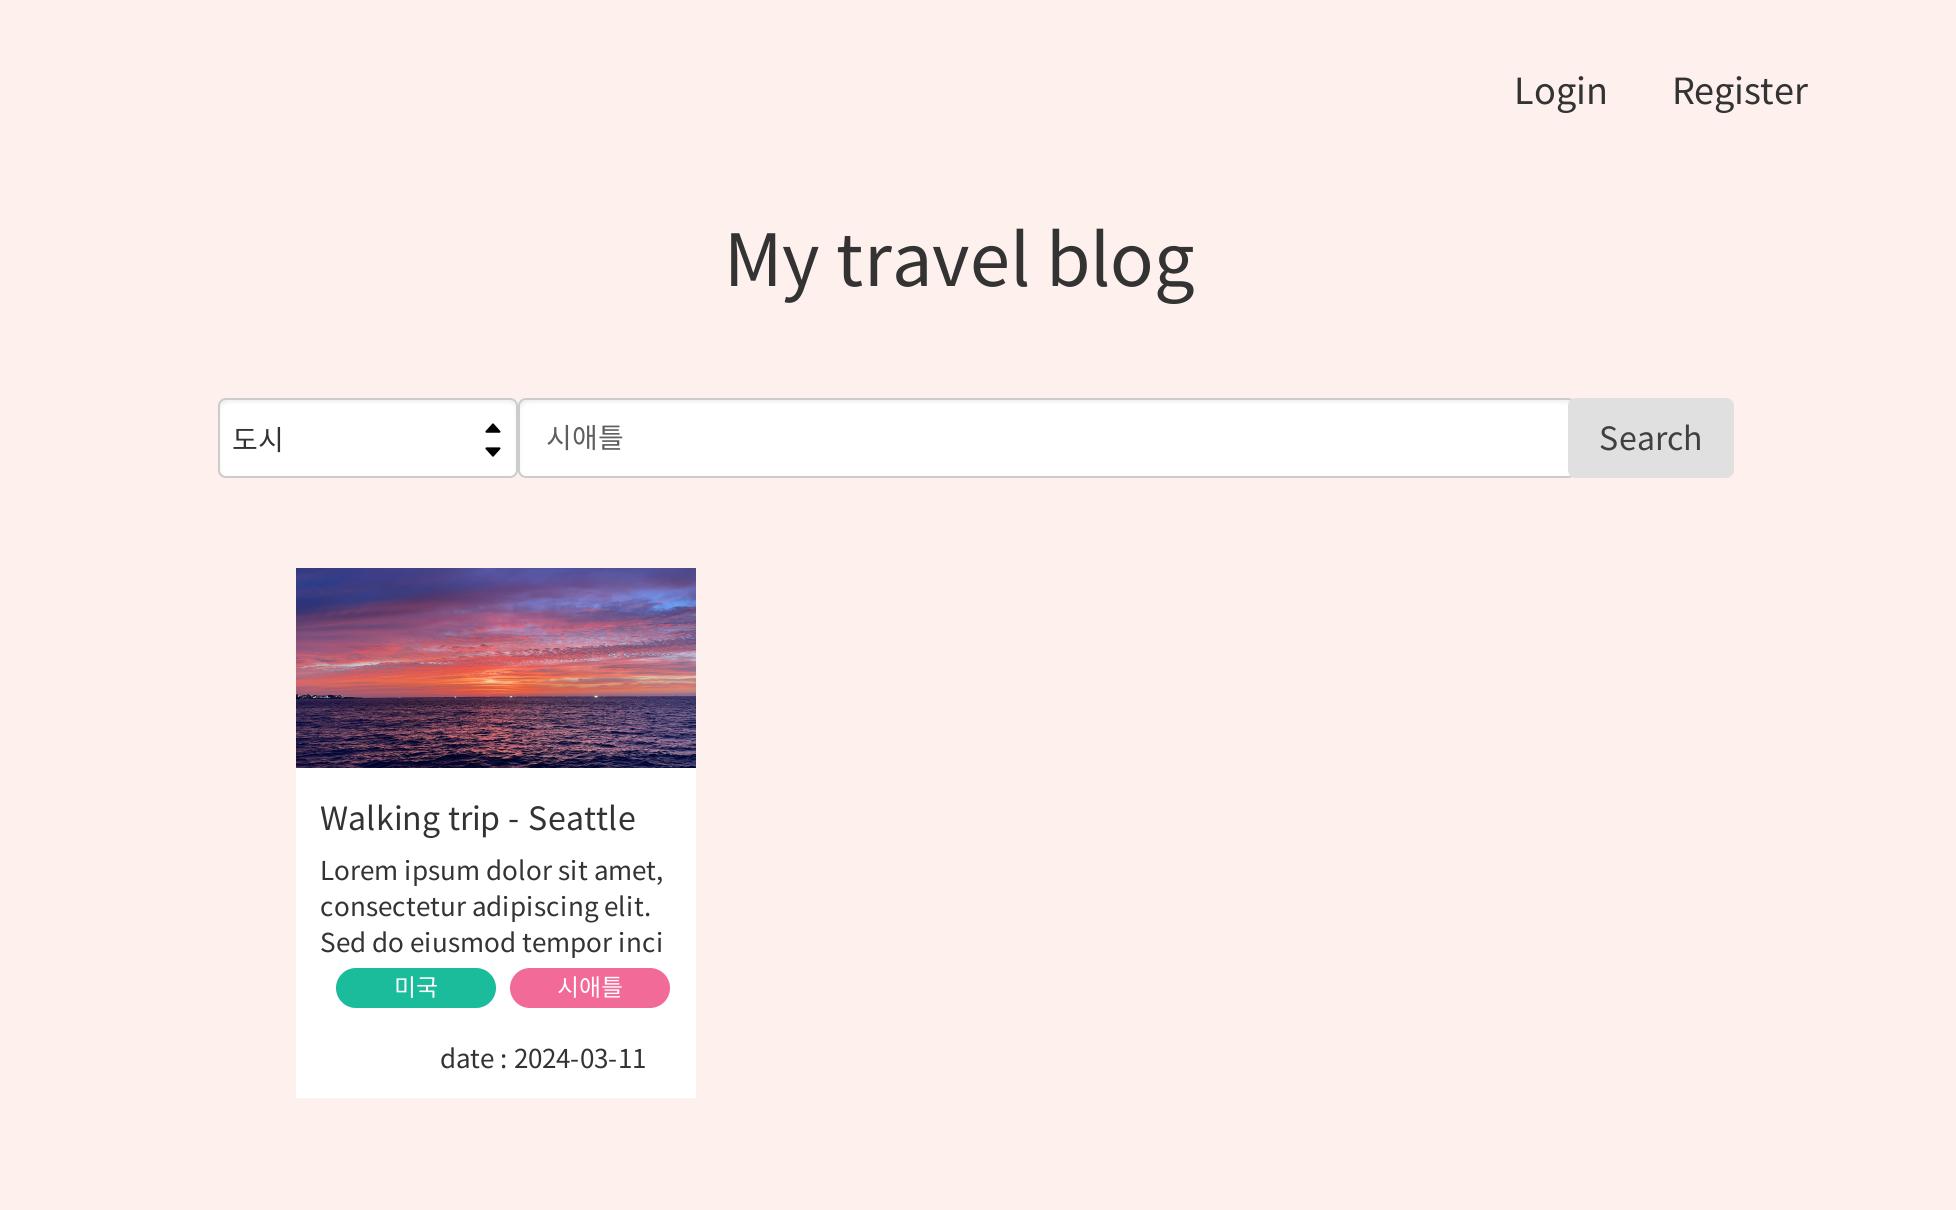 Login Register
My travel blog
도시 시애틀 Search
Walking trip - Seattle
Lorem ipsum dolor sit amet,
consectetur adipiscing elit.
Sed do eiusmod tempor inci
미국 시애틀
date : 2024-03-11